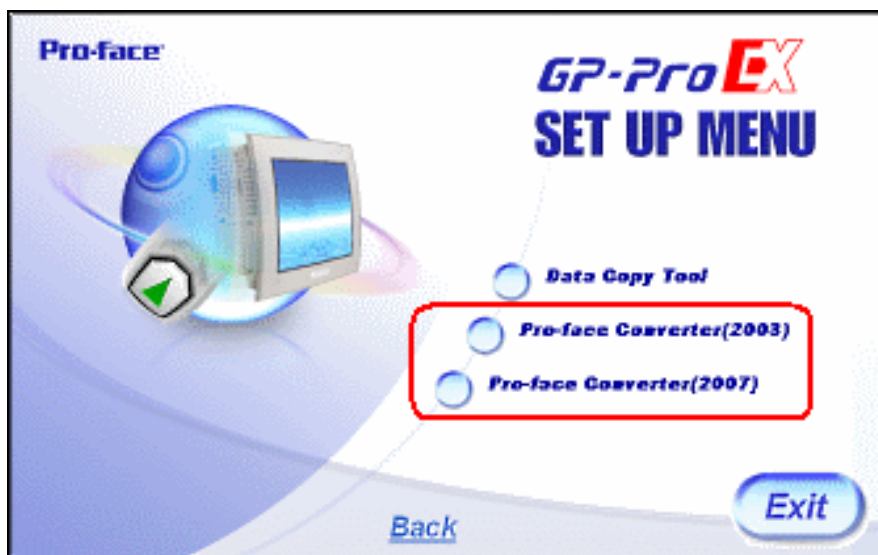 Pro-face
GP-Pro EX
SET UP MENU
Data Copy Tool
Pro-face Converter(2003)
Pro-face Converter(2007)
Back
Exit